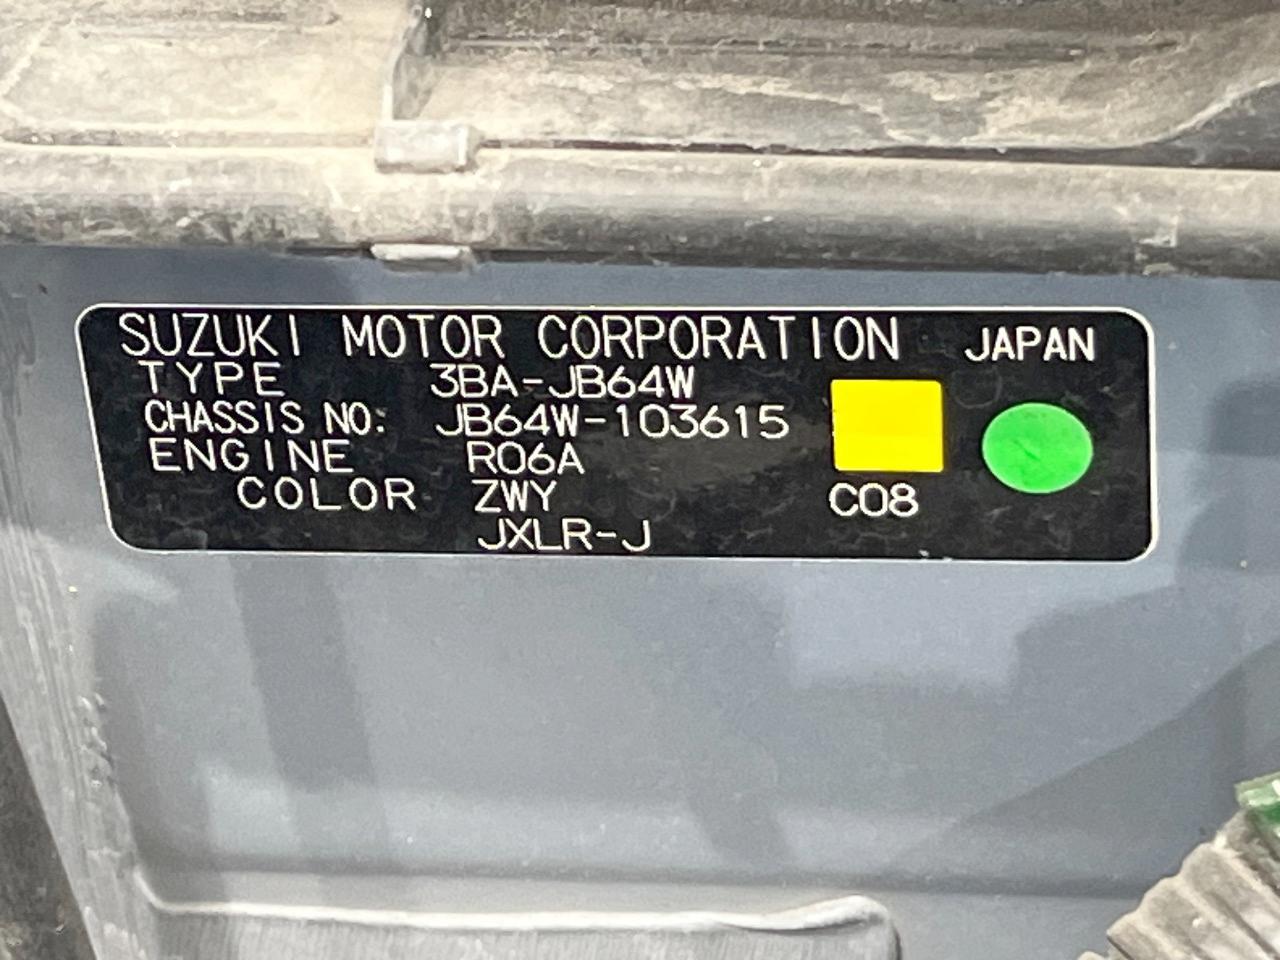 SUZUKI MOTOR CORPORATION JAPAN
TYPE 3BA-JB64W
CHASSIS NO: JB64W-103615
ENGINE R06A
COLOR ZWY C08
JXLR-J